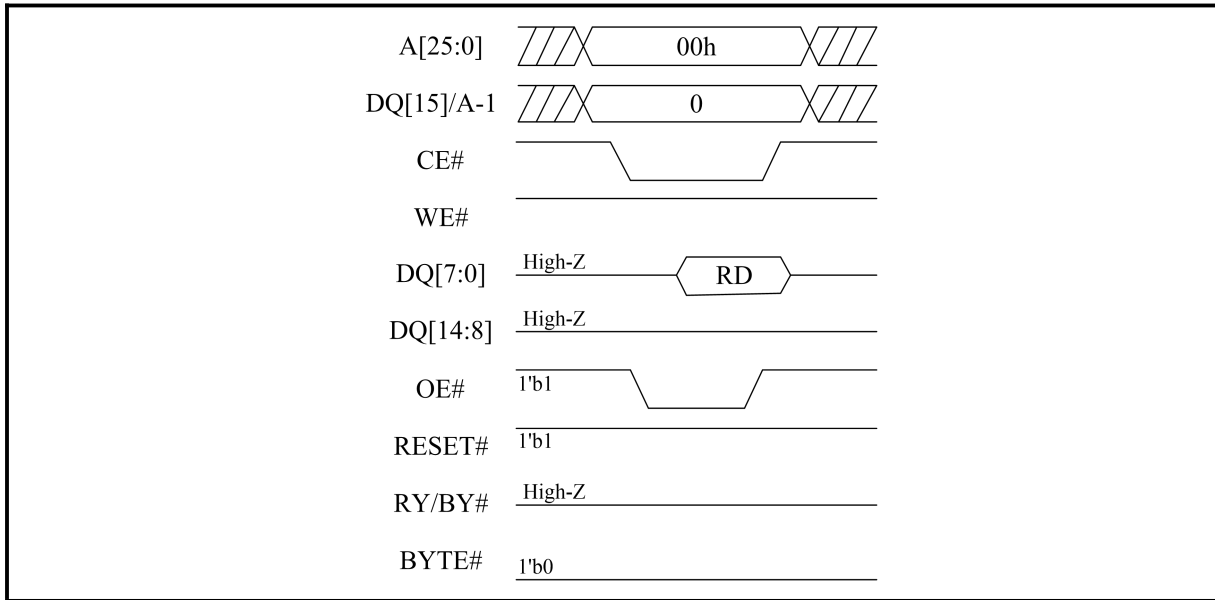 A[25:0] 00h
DQ[15]/A-1 0
CE#
WE#
DQ[7:0] High-Z RD
DQ[14:8] High-Z
OE# 1'b1
RESET# 1'b1
RY/BY# High-Z
BYTE# 1'b0